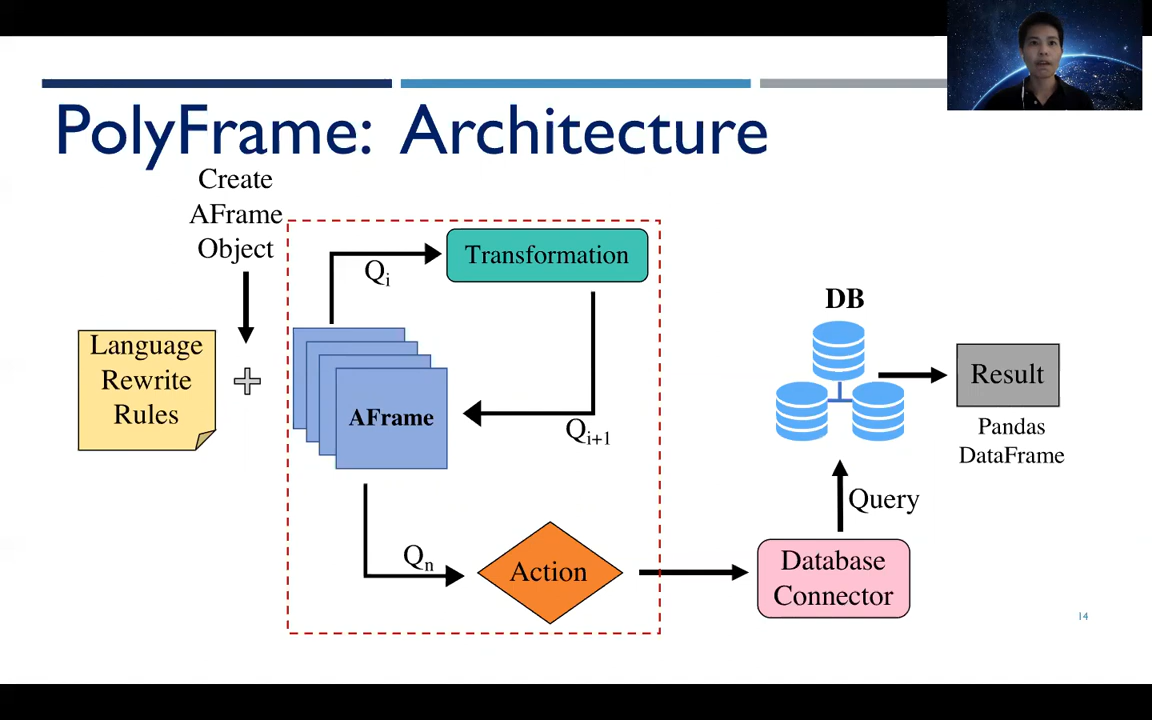 PolyFrame: Architecture
Create
AFrame
Object
Language
Rewrite
Rules
Qi
Transformation
AFrame
Qi+1
Qn
Action
DB
Result
Pandas
DataFrame
Query
Database
Connector
14